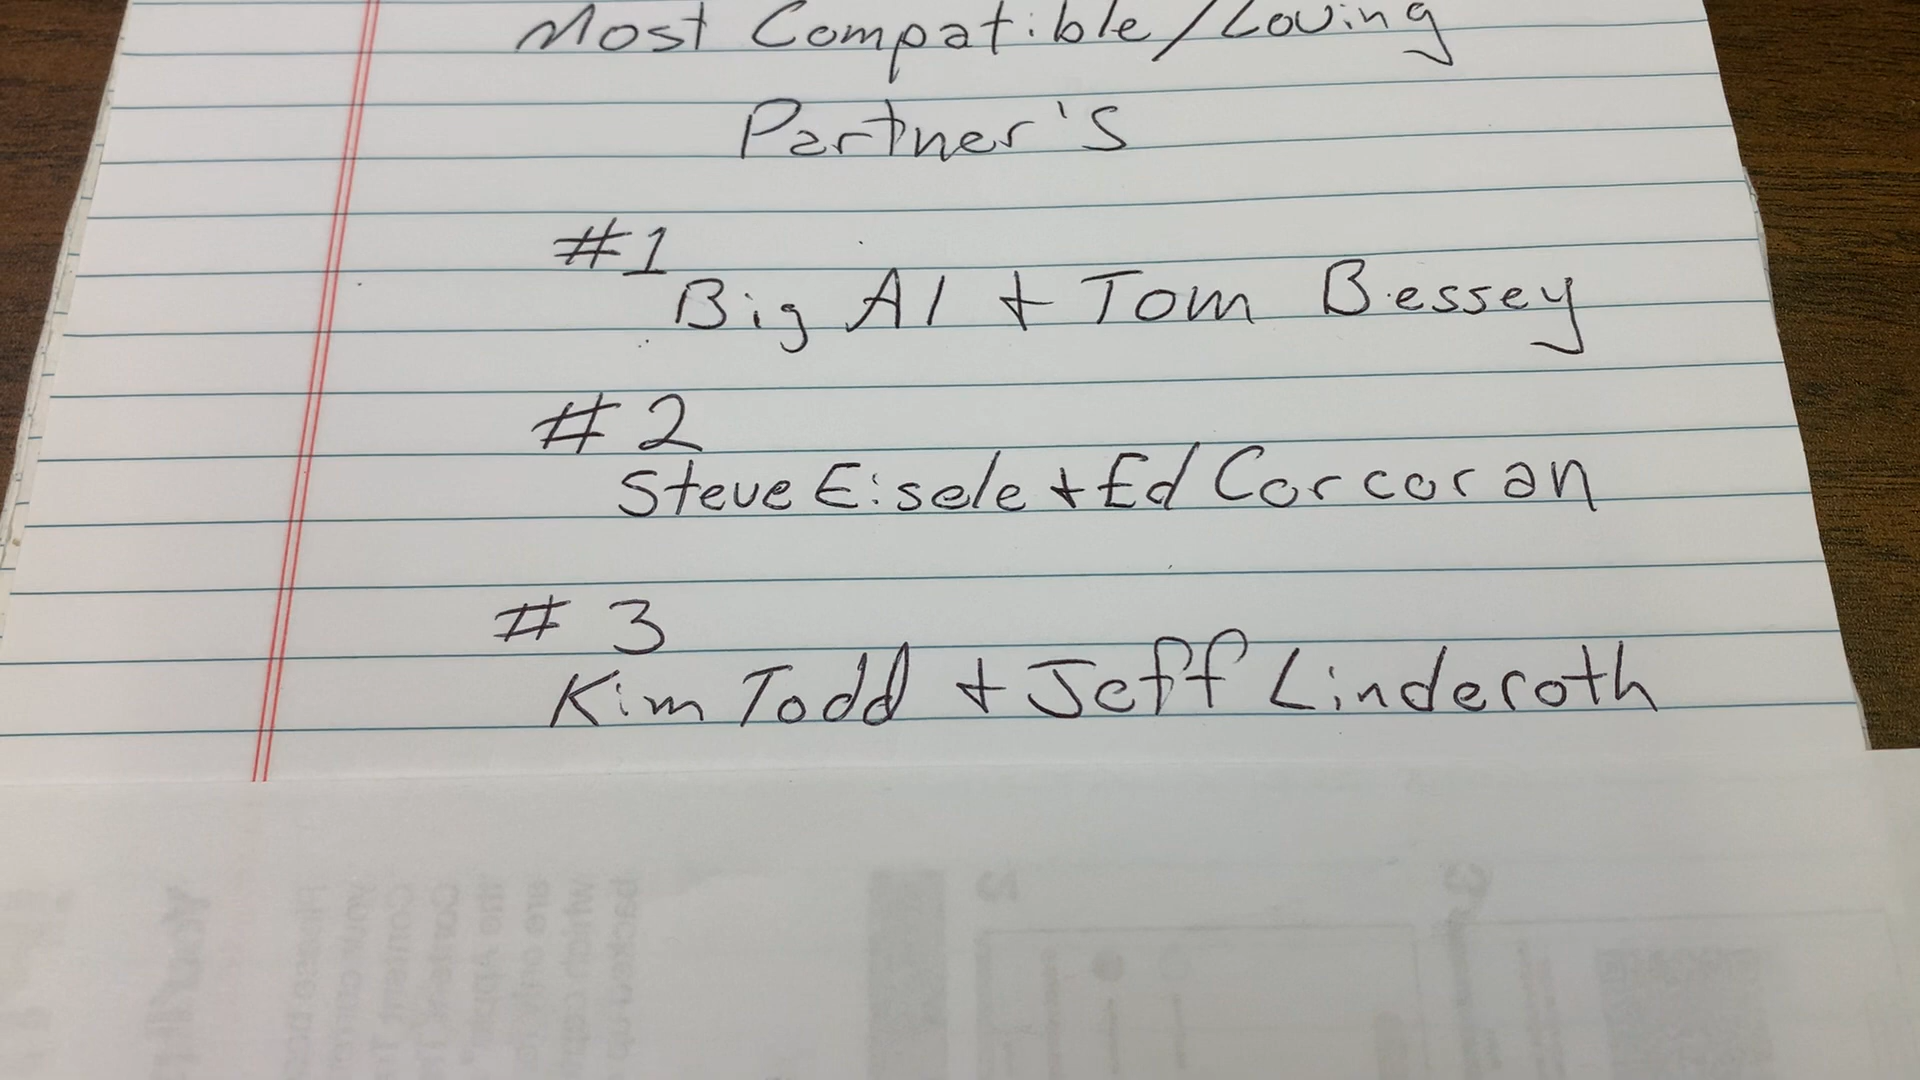 Most Compatible/Loving
Partner's
#1
Big Al + Tom Bessey
#2
Steve Eisele + Ed Corcoran
#3
Kim Todd + Jeff Linderoth